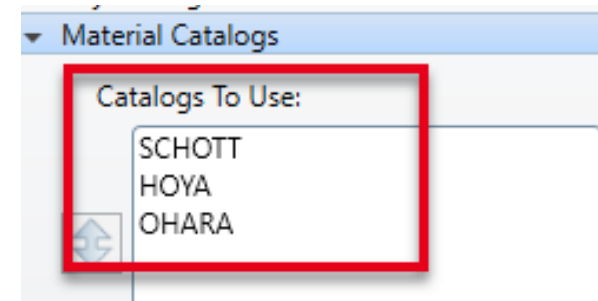 Material Catalogs
Catalogs To Use:
SCHOTT
HOYA
OHARA